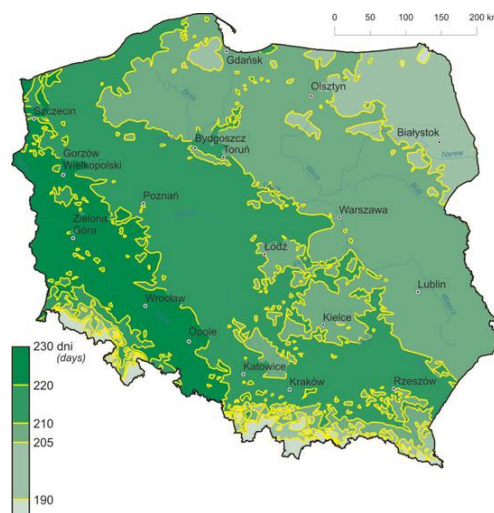 0 50 100 150 200 km
Gdańsk
Olsztyn
Szczecin
Białystok
Bydgoszcz
Toruń
Narew
Gorzów
Wielkopolski
Bug
Poznań
Warszawa
Zielona
Góra
Łódź
Lublin
Wrocław
Kielce
Opole
230 dni
(days)
Katowice
Kraków
Rzeszów
220
210
205
190